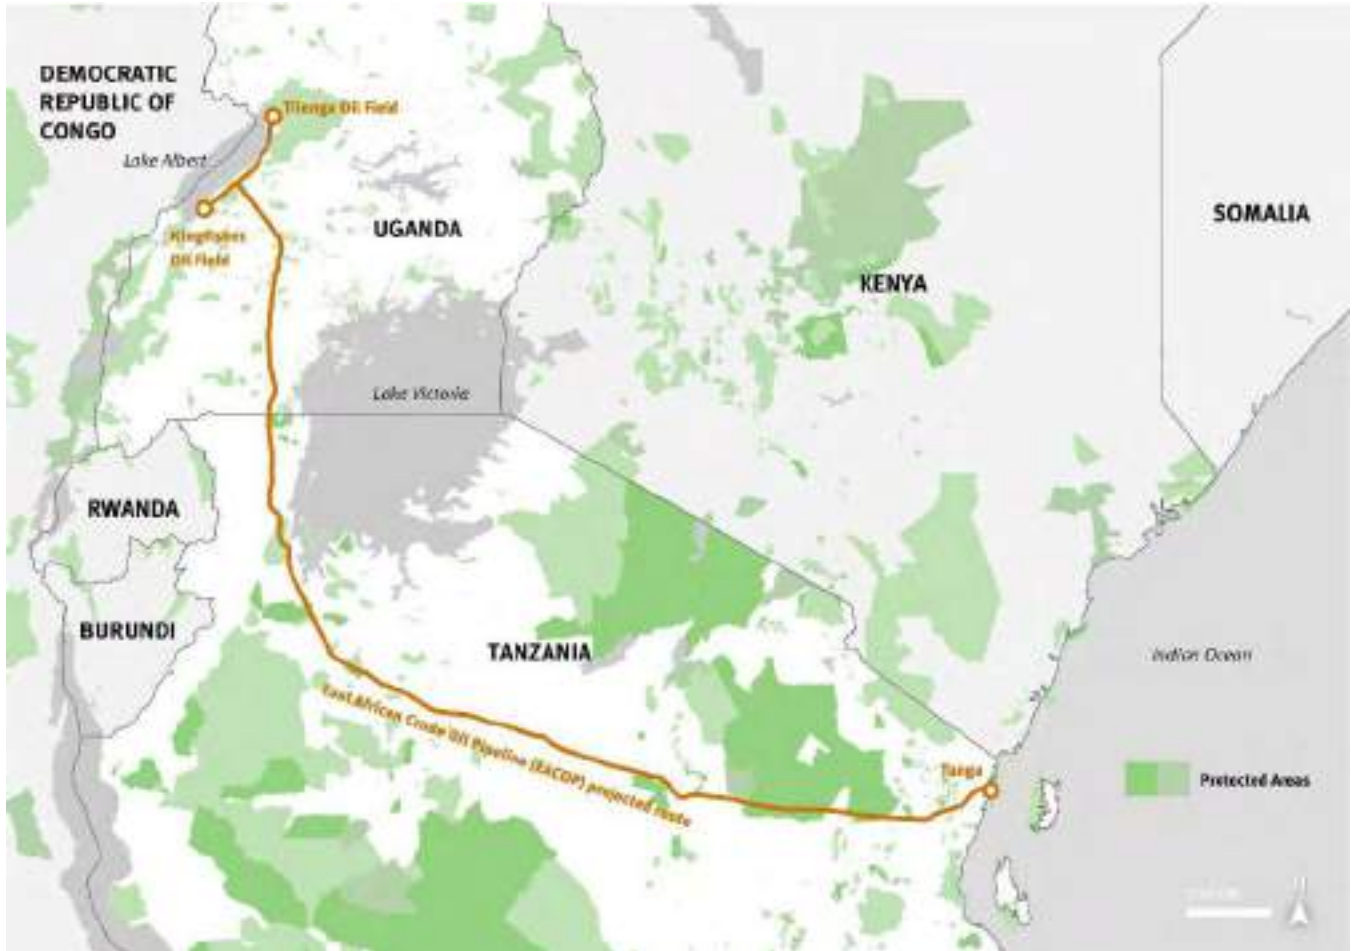 DEMOCRATIC
REPUBLIC OF
CONGO
Tilenga Oil Field
Lake Albert
SOMALIA
UGANDA
Kingfisher
Oil Field
KENYA
Lake Victoria
RWANDA
BURUNDI
TANZANIA
Indian Ocean
East African Crude Oil Pipeline (EACOP) projected route
Tanga
Protected Areas